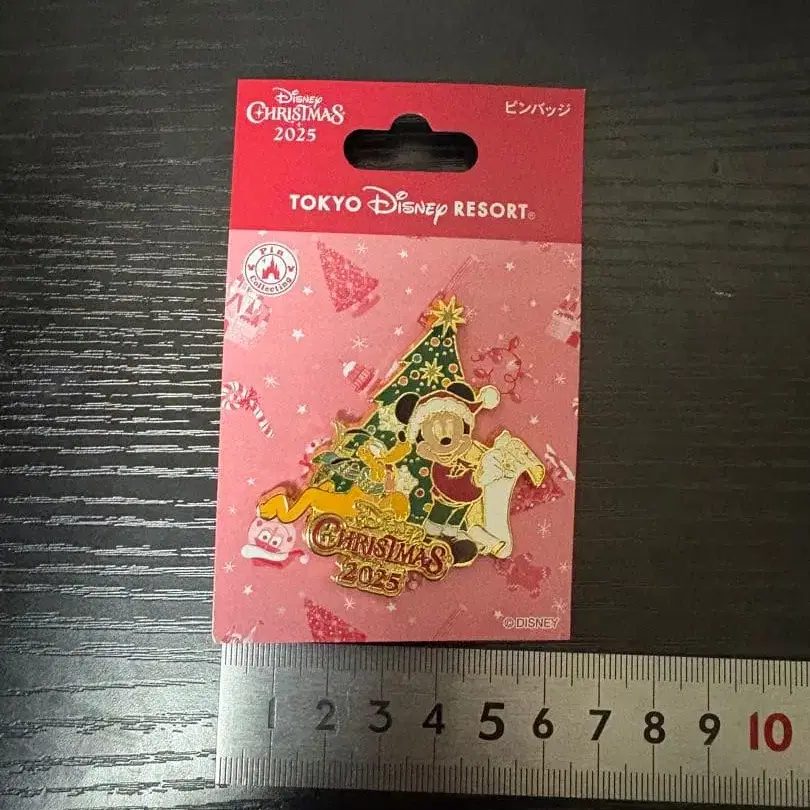 Disney
CHRISTMAS
2025
ピンバッジ
TOKYO Disney RESORT®
Pin
Collecting
Disney
CHRISTMAS
2025
©DISNEY
1 2 3 4 5 6 7 8 9 10